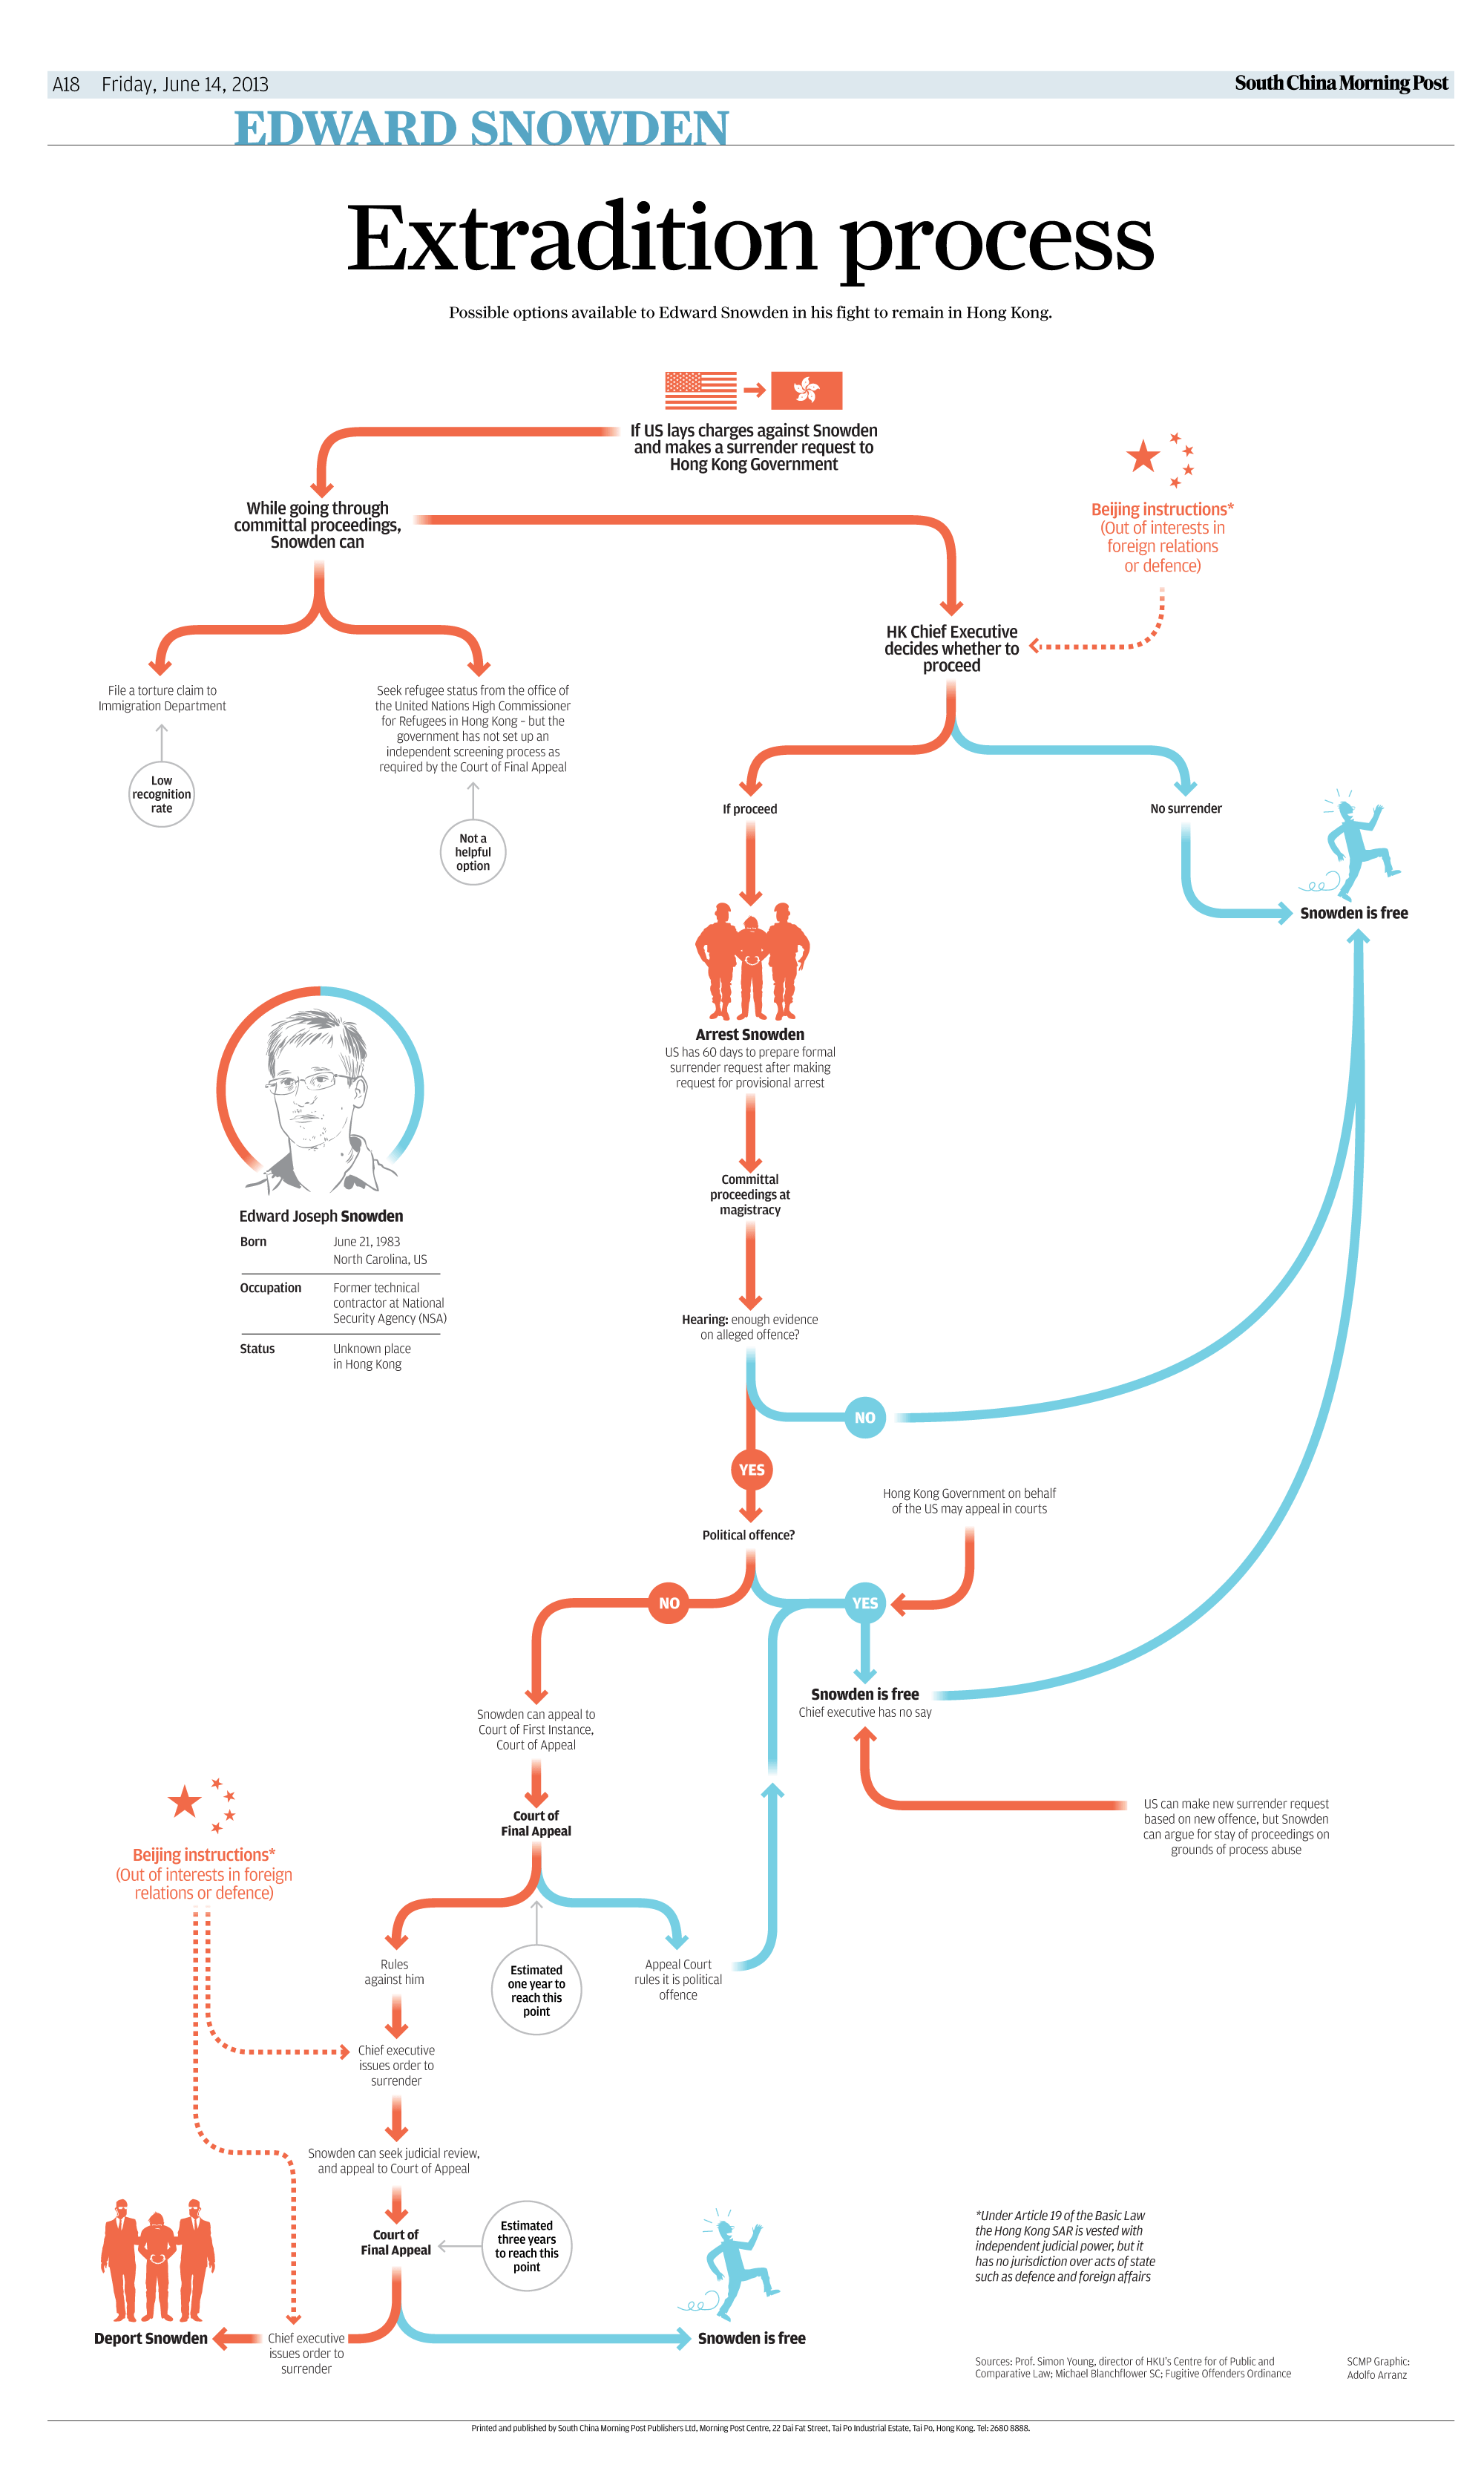 A18 Friday, June 14, 2013
South China Morning Post
EDWARD SNOWDEN
Extradition process
Possible options available to Edward Snowden in his fight to remain in Hong Kong.
If US lays charges against Snowden
and makes a surrender request to
Hong Kong Government
While going through
committal proceedings,
Snowden can
Beijing instructions*
(Out of interests in
foreign relations
or defence)
HK Chief Executive
decides whether to
proceed
File a torture claim to
Immigration Department
Low
recognition
rate
Seek refugee status from the office of
the United Nations High Commissioner
for Refugees in Hong Kong – but the
government has not set up an
independent screening process as
required by the Court of Final Appeal
Not a
helpful
option
If proceed
No surrender
Snowden is free
Arrest Snowden
US has 60 days to prepare formal
surrender request after making
request for provisional arrest
Committal
proceedings at
magistracy
Edward Joseph Snowden
Born June 21, 1983
North Carolina, US
Occupation Former technical
contractor at National
Security Agency (NSA)
Status Unknown place
in Hong Kong
Hearing: enough evidence
on alleged offence?
NO
YES
Political offence?
Hong Kong Government on behalf
of the US may appeal in courts
NO
YES
Snowden is free
Chief executive has no say
Snowden can appeal to
Court of First Instance,
Court of Appeal
US can make new surrender request
based on new offence, but Snowden
can argue for stay of proceedings on
grounds of process abuse
Court of
Final Appeal
Beijing instructions*
(Out of interests in foreign
relations or defence)
Rules
against him
Estimated
one year to
reach this
point
Appeal Court
rules it is political
offence
Chief executive
issues order to
surrender
Snowden can seek judicial review,
and appeal to Court of Appeal
Court of
Final Appeal
Estimated
three years
to reach this
point
Deport Snowden
Chief executive
issues order to
surrender
Snowden is free
*Under Article 19 of the Basic Law
the Hong Kong SAR is vested with
independent judicial power, but it
has no jurisdiction over acts of state
such as defence and foreign affairs
Sources: Prof. Simon Young, director of HKU's Centre for of Public and
Comparative Law; Michael Blanchflower SC; Fugitive Offenders Ordinance
SCMP Graphic:
Adolfo Arranz
Printed and published by South China Morning Post Publishers Ltd, Morning Post Centre, 22 Dai Fat Street, Tai Po Industrial Estate, Tai Po, Hong Kong. Tel: 2680 8888.